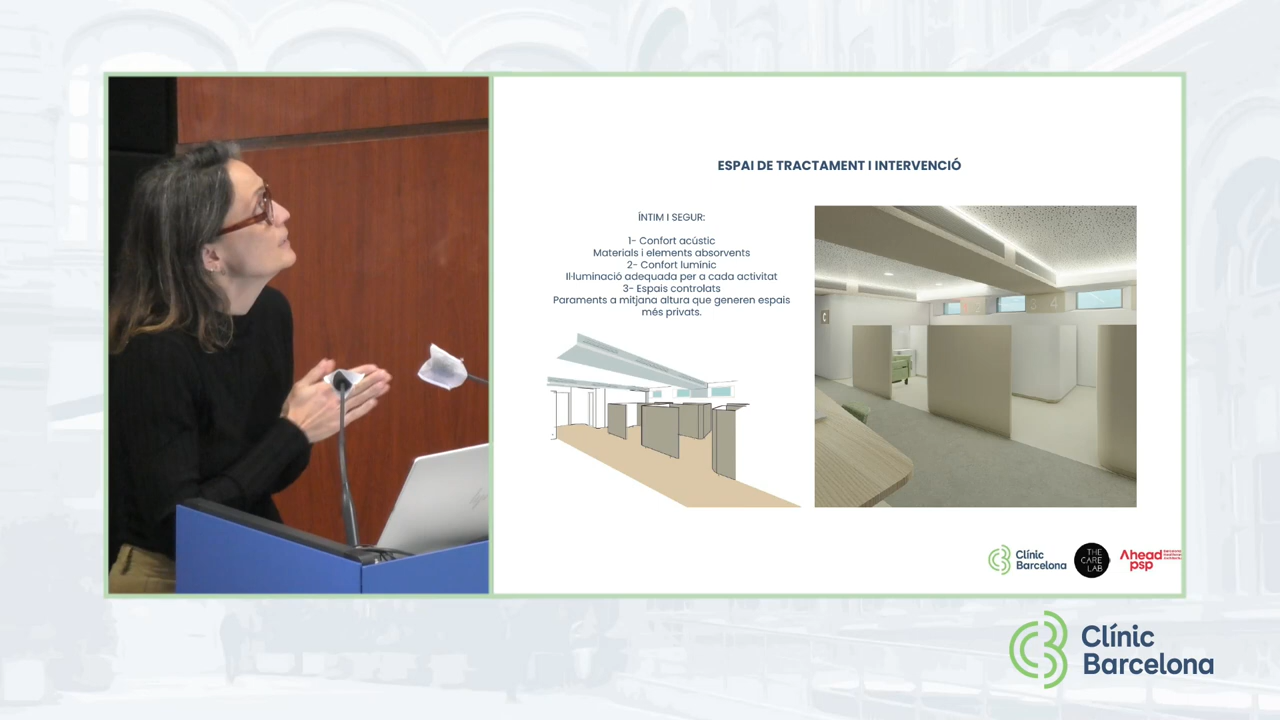 ESPAI DE TRACTAMENT I INTERVENCIÓ
ÍNTIM I SEGUR:
1- Confort acústic
Materials i elements absorvents
2- Confort lumínic
Il·luminació adequada per a cada activitat
3- Espais controlats
Paraments a mitjana altura que generen espais
més privats.
C
4
Clínic
Barcelona
THE
CARE
LAB
Ahead
psp
Clínic
Barcelona